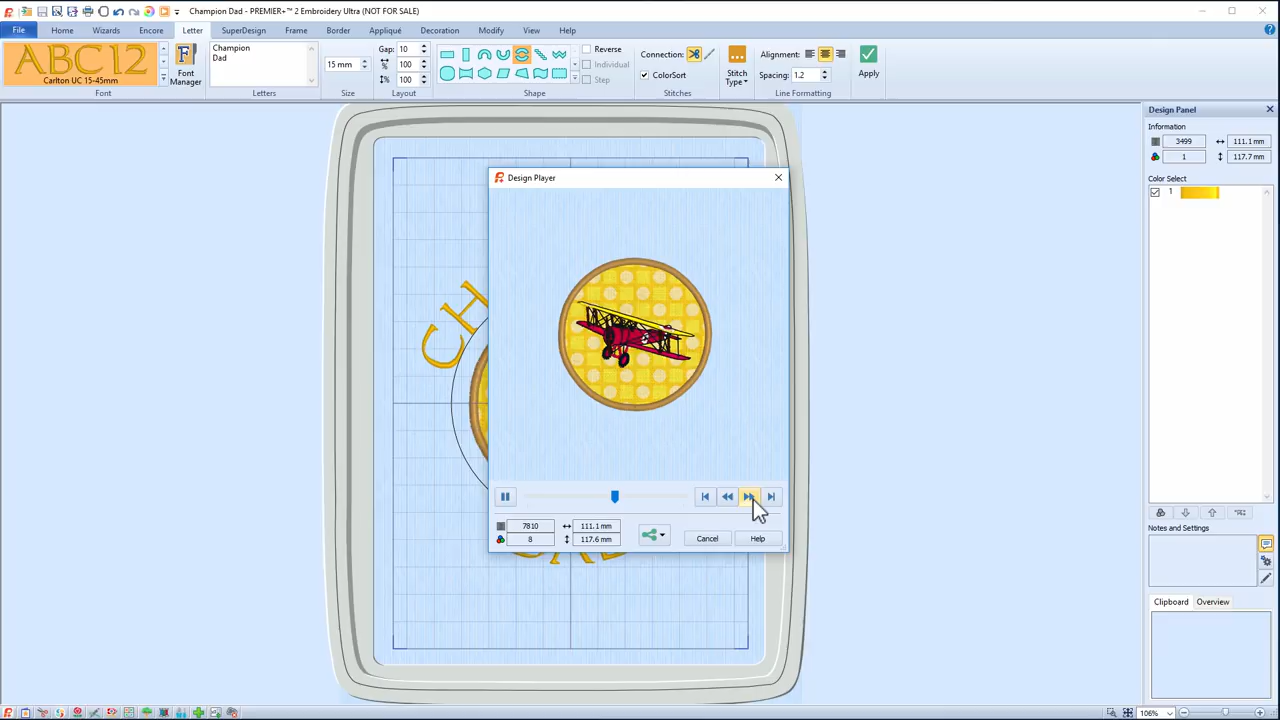 Champion Dad - PREMIER+™ 2 Embroidery Ultra (NOT FOR SALE)
File Home Wizards Encore Letter SuperDesign Frame Border Appliqué Decoration Modify View Help
ABC12
Carlton UC 15-45mm
Font
Font Manager
Champion
Dad
Letters
15 mm
Size
Gap: 10
100
100
Layout
Reverse
Individual
Step
Shape
Connection:
ColorSort
Stitch Type
Stitches
Alignment:
Spacing: 1.2
Line Formatting
Apply
Design Panel
Information
3499 111.1 mm
1 117.7 mm
Color Select
1
Notes and Settings
Clipboard Overview
Design Player
CH
7810 111.1 mm
8 117.6 mm
Cancel Help
106%